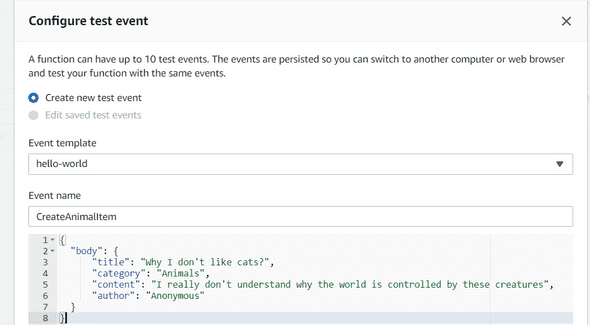 Configure test event
A function can have up to 10 test events. The events are persisted so you can switch to another computer or web browser
and test your function with the same events.
Create new test event
Edit saved test events
Event template
hello-world
Event name
CreateAnimalItem
1 {
2 "body": {
3 "title": "Why I don't like cats?",
4 "category": "Animals",
5 "content": "I really don't understand why the world is controlled by these creatures",
6 "author": "Anonymous"
7 }
8 }